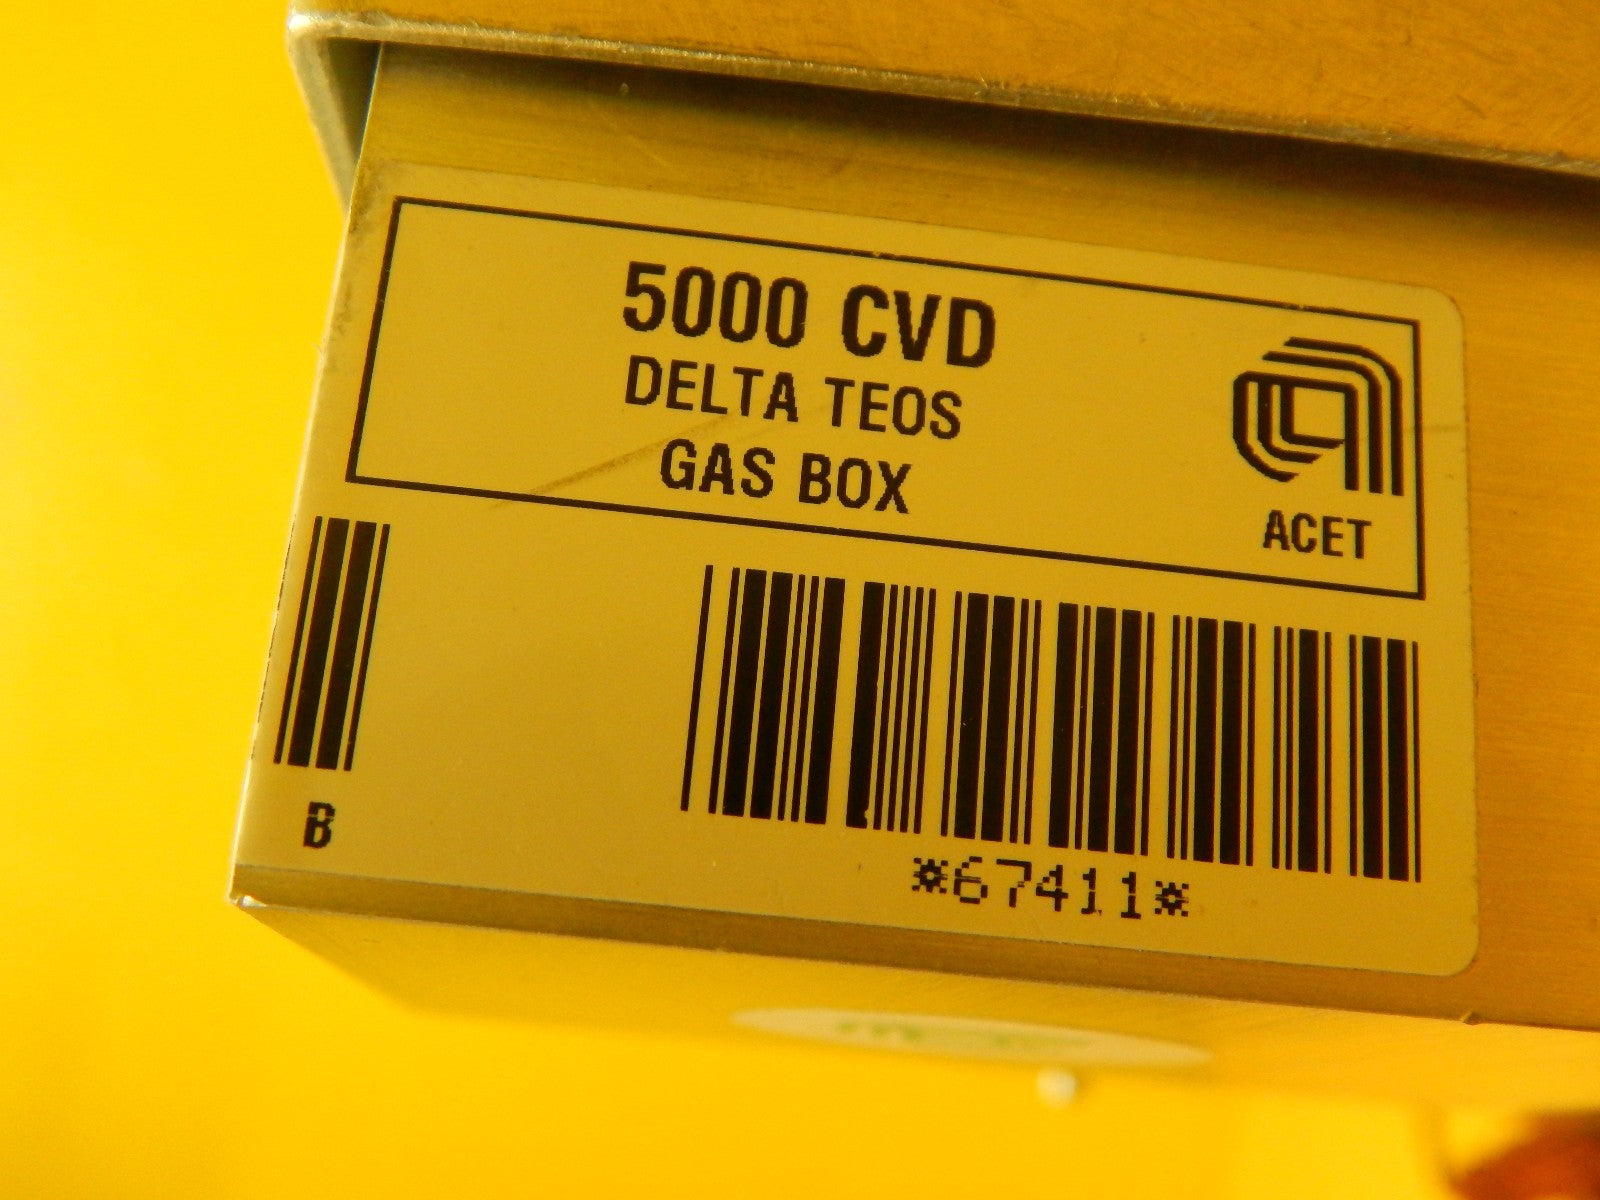 5000 CVD
DELTA TEOS
GAS BOX
ACET
B
*67411*